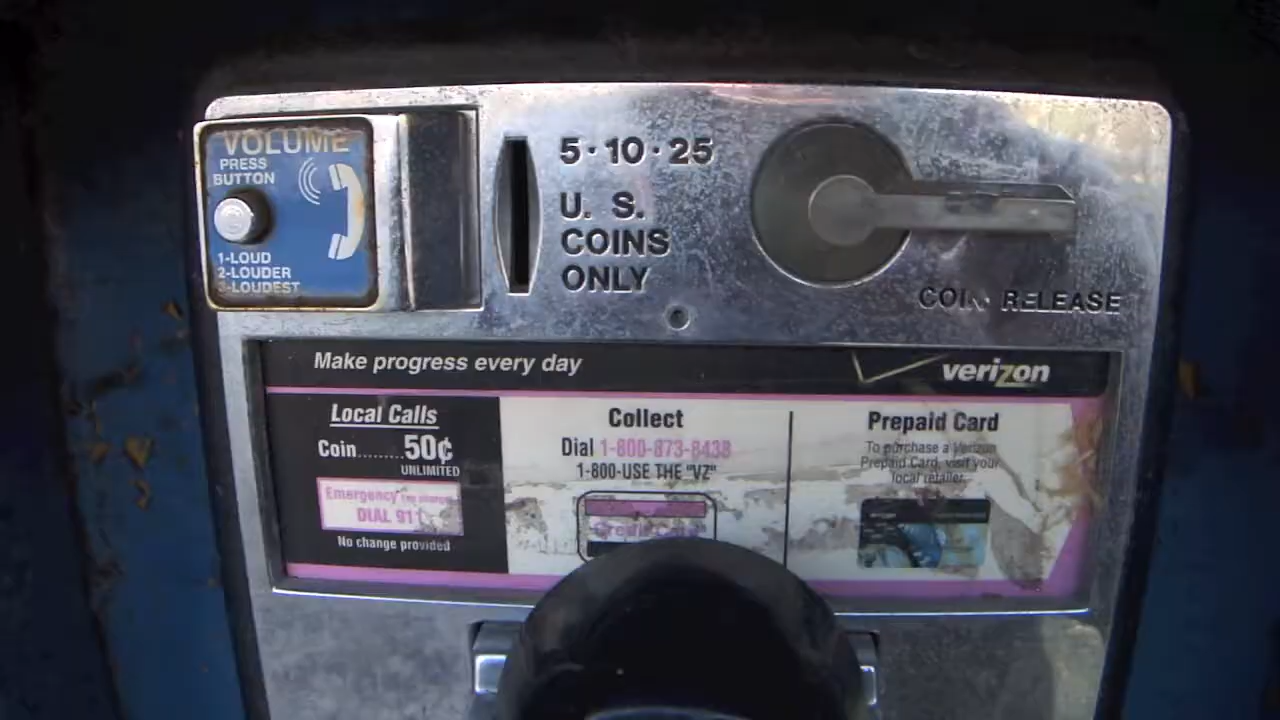 VOLUME
PRESS
BUTTON
1-LOUD
2-LOUDER
3-LOUDEST
5·10·25
U. S.
COINS
ONLY
COIN RELEASE
Make progress every day
verizon
Local Calls
Coin........50¢
UNLIMITED
Emergency
DIAL 911
No change provided
Collect
Dial 1-800-873-8438
1-800-USE THE "VZ"
Prepaid Card
To purchase a Verizon
Prepaid Card, visit your
local retailer.